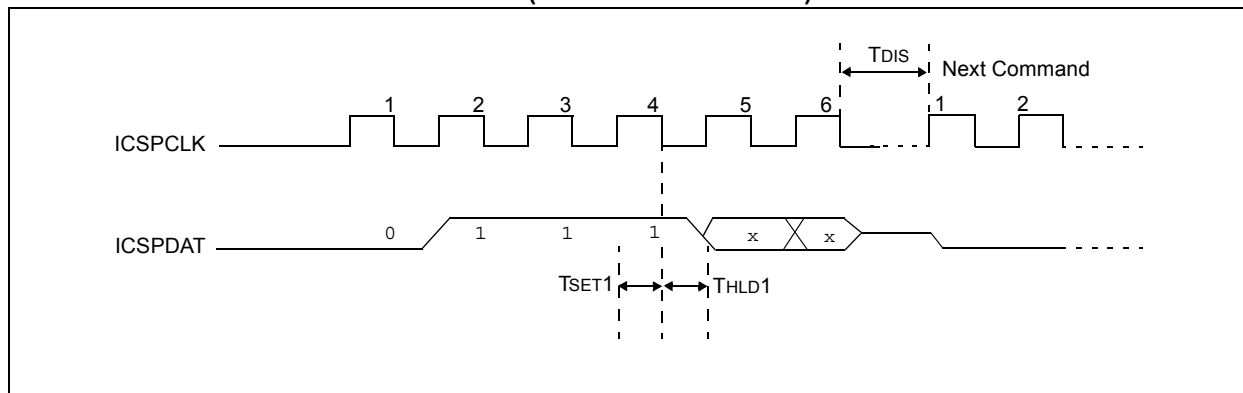 (
)
TDIS
Next Command
1 2 3 4 5 6 1 2
ICSPCLK
ICSPDAT
0 1 1 1 x x
TSET1
THLD1